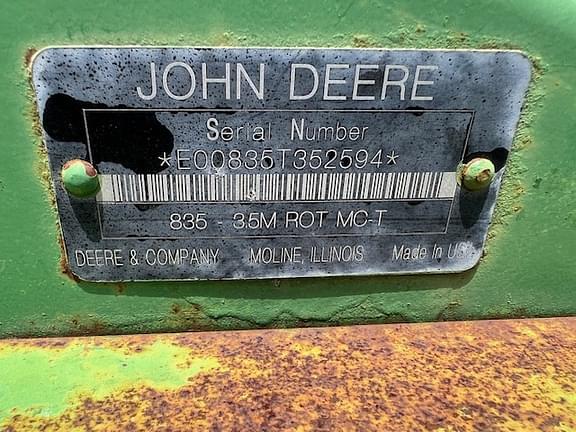 JOHN DEERE
Serial Number
*E00835T352594*
835 - 3.5M ROT MC-T
DEERE & COMPANY MOLINE, ILLINOIS Made In USA